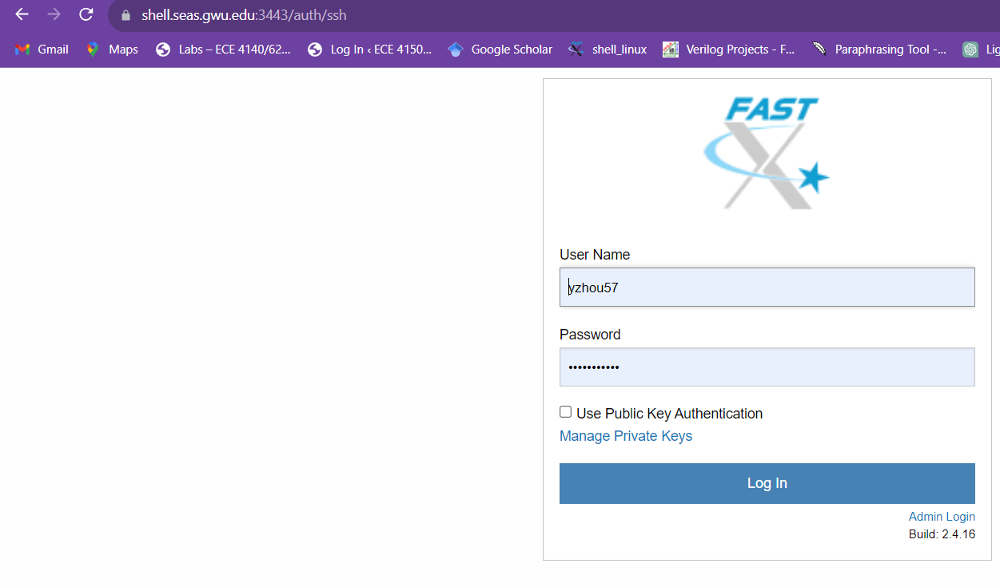 shell.seas.gwu.edu:3443/auth/ssh
Gmail Maps Labs – ECE 4140/62... Log In ‹ ECE 4150... Google Scholar shell_linux Verilog Projects - F... Paraphrasing Tool -... Lig
FAST
X
User Name
yzhou57
Password
•••••••••••
Use Public Key Authentication
Manage Private Keys
Log In
Admin Login
Build: 2.4.16